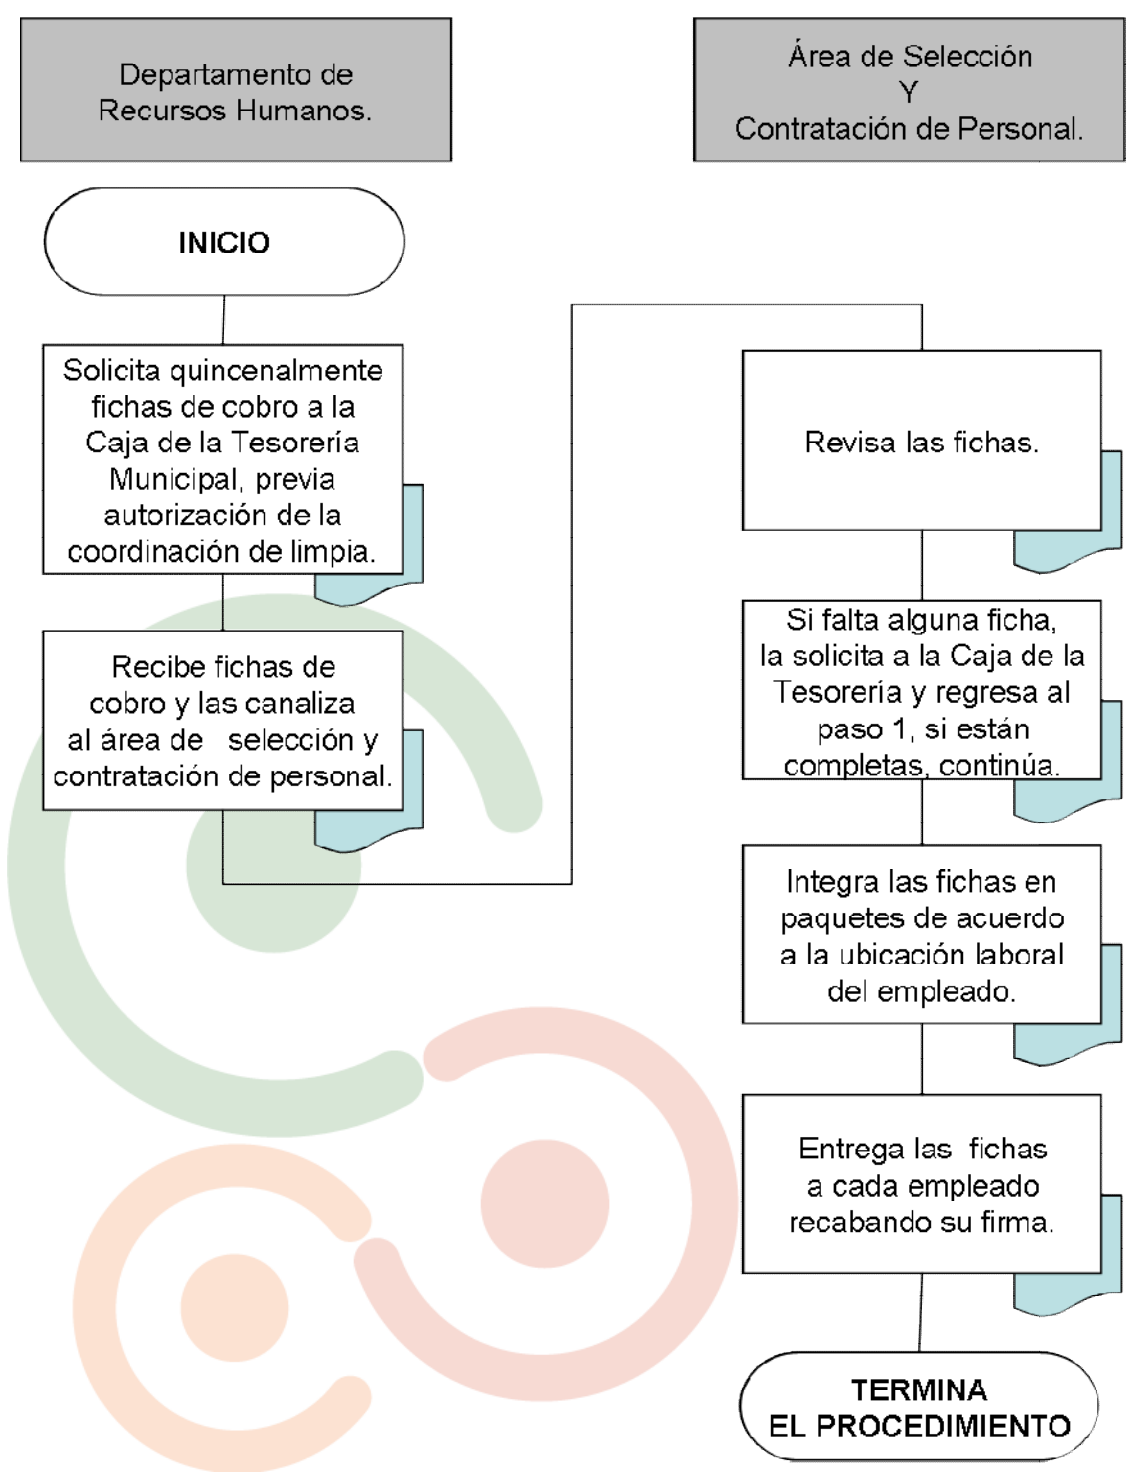 Departamento de
Recursos Humanos.
Área de Selección
Y
Contratación de Personal.
INICIO
Solicita quincenalmente
fichas de cobro a la
Caja de la Tesorería
Municipal, previa
autorización de la
coordinación de limpia.
Recibe fichas de
cobro y las canaliza
al área de selección y
contratación de personal.
Revisa las fichas.
Si falta alguna ficha,
la solicita a la Caja de la
Tesorería y regresa al
paso 1, si están
completas, continúa.
Integra las fichas en
paquetes de acuerdo
a la ubicación laboral
del empleado.
Entrega las fichas
a cada empleado
recabando su firma.
TERMINA
EL PROCEDIMIENTO